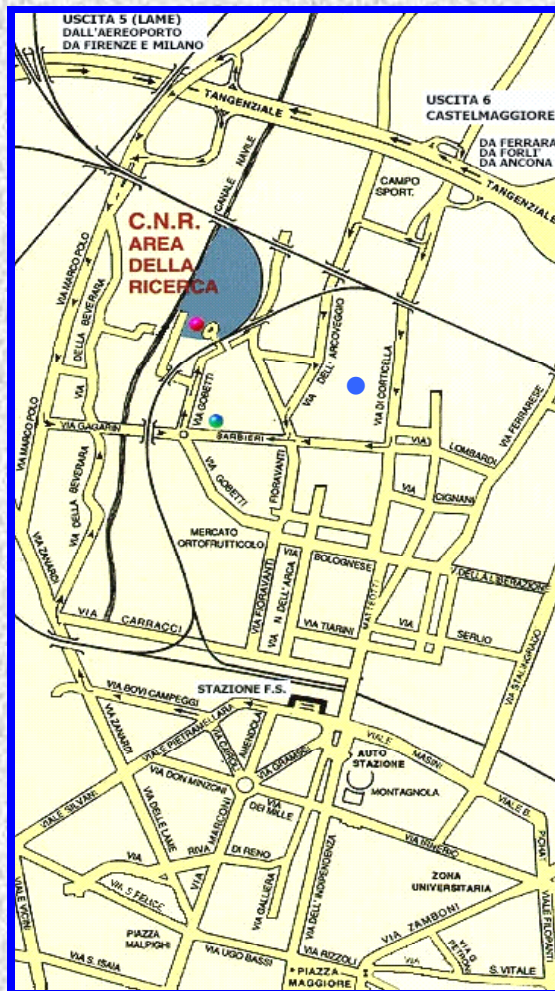 USCITA 5 (LAME)
DALL'AEREOPORTO
DA FIRENZE E MILANO
TANGENZIALE
USCITA 6
CASTELMAGGIORE
DA FERRARA
DA FORLI'
DA ANCONA
TANGENZIALE
CANALE NAVILE
CAMPO
SPORT.
C.N.R.
AREA
DELLA
RICERCA
VIA MARCO POLO
VIA DELLA BEVERARA
VIA DELL' ARCOVEGGIO
VIA DI CORTICELLA
VIA FERRARESE
VIA GOBETTI
VIA MARCO POLO
VIA GAGARIN
BARBIERI
VIA
LOMBARDI
VIA DELLA BEVERARA
VIA GOBETTI
FIORAVANTI
VIA
CIGNANI
MERCATO
ORTOFRUTTICOLO
VIA
BOLOGNESE
DELLA LIBERAZIONE
VIA ZANARDI
VIA FIORAVANTI
VIA N. DELL'ARCA
VIA TIARINI
MATTEOTTI
VIA
SERLIO
VIA CARRACCI
VIA STALINGRADO
STAZIONE F.S.
VIA BOVI CAMPEGGI
VIA ZANARDI
VIALE PIETRAMELLARA
VIA CAIROLI
AMENDOLA
VIA GRAMSCI
VIALE
MASINI
AUTO
STAZIONE
MONTAGNOLA
VIA DON MINZONI
VIA
DEI MILLE
VIALE B.
PICHAT
VIALE SILVANI
VIA DELLE LAME
VIA MARCONI
VIA IRNERIO
VIA
RIVA
DI RENO
VIA GALLIERA
VIA DELL'INDIPENDENZA
ZONA
UNIVERSITARIA
VIALE VICINI
VIA S. FELICE
VIA ZAMBONI
VIALE FILOPANTI
PIAZZA
MALPIGHI
VIA UGO BASSI
VIA RIZZOLI
VIA G. PETRONI
VIA S. ISAIA
PIAZZA
MAGGIORE
VIA
S. VITALE